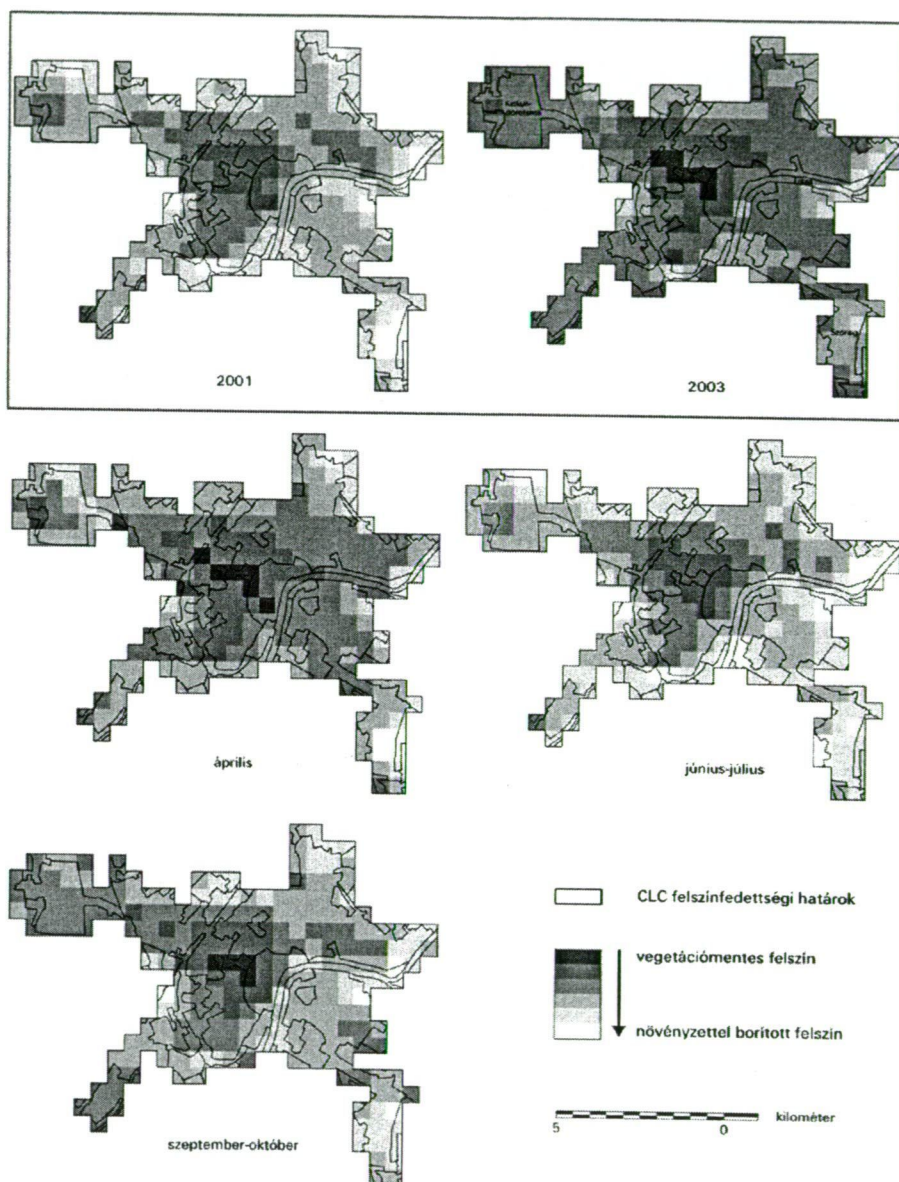 2001
2003
április
június-július
szeptember-október
CLC felszínfedettségi határok
vegetációmentes felszín
növényzettel borított felszín
kilométer
5 0